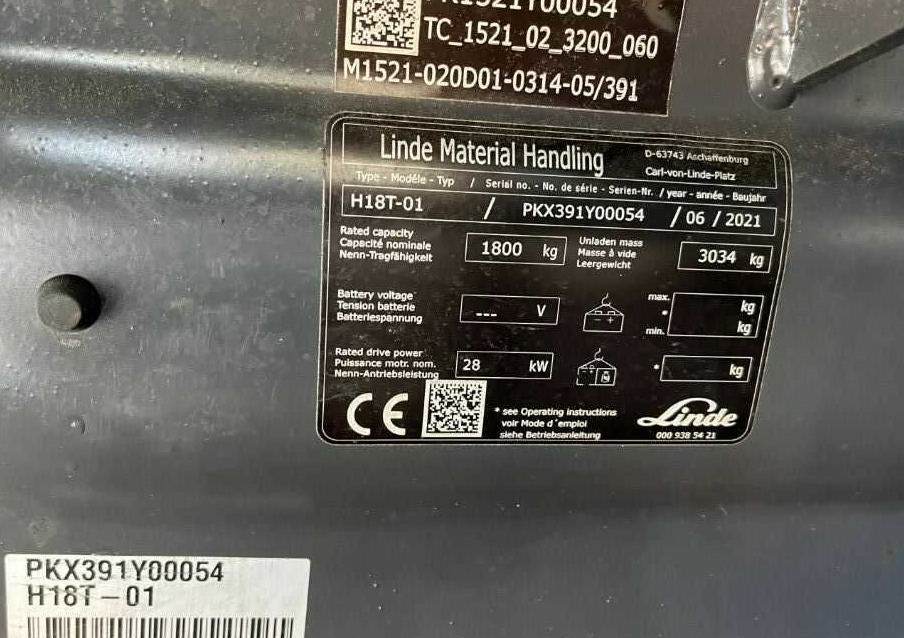 1521Y00054
TC_1521_02_3200_060
M1521-020D01-0314-05/391
Linde Material Handling
D-63743 Aschaffenburg
Carl-von-Linde-Platz
Type - Modéle - Typ / Serial no. - No. de série - Serien-Nr. / year - année - Baujahr
H18T-01 / PKX391Y00054 / 06 / 2021
Rated capacity
Capacité nominale
Nenn-Tragfähigkeit
1800 kg
Unladen mass
Masse à vide
Leergewicht
3034 kg
Battery voltage
Tension batterie
Batteriespannung
--- V
max. kg
*
min. kg
Rated drive power
Puissance motr. nom.
Nenn-Antriebsleistung
28 kW
* kg
CE
* see Operating instructions
voir Mode d'emploi
siehe Betriebsanleitung
Linde
000 938 54 21
PKX391Y00054
H18T-01